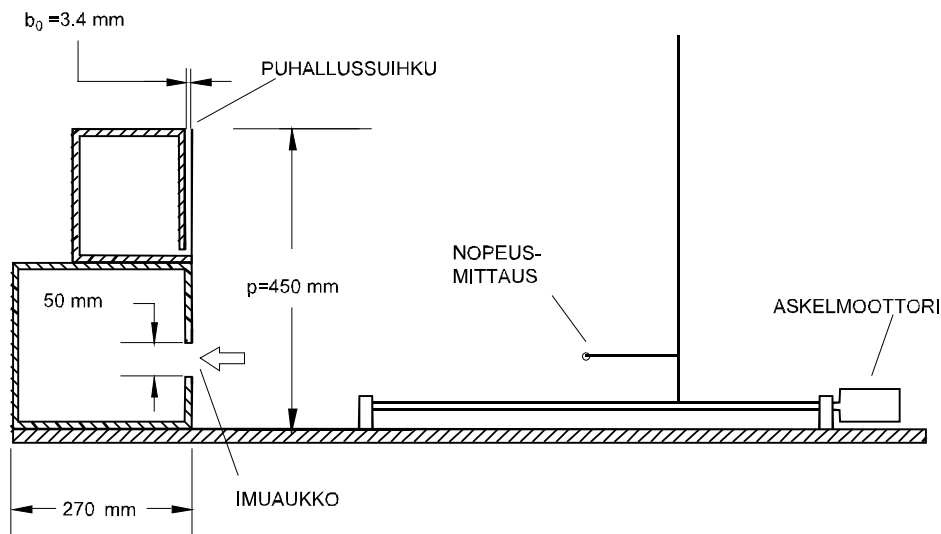 b₀ =3.4 mm
PUHALLUSSUIHKU
NOPEUS-
MITTAUS
p=450 mm
50 mm
ASKELMOOTTORI
IMUAUKKO
270 mm